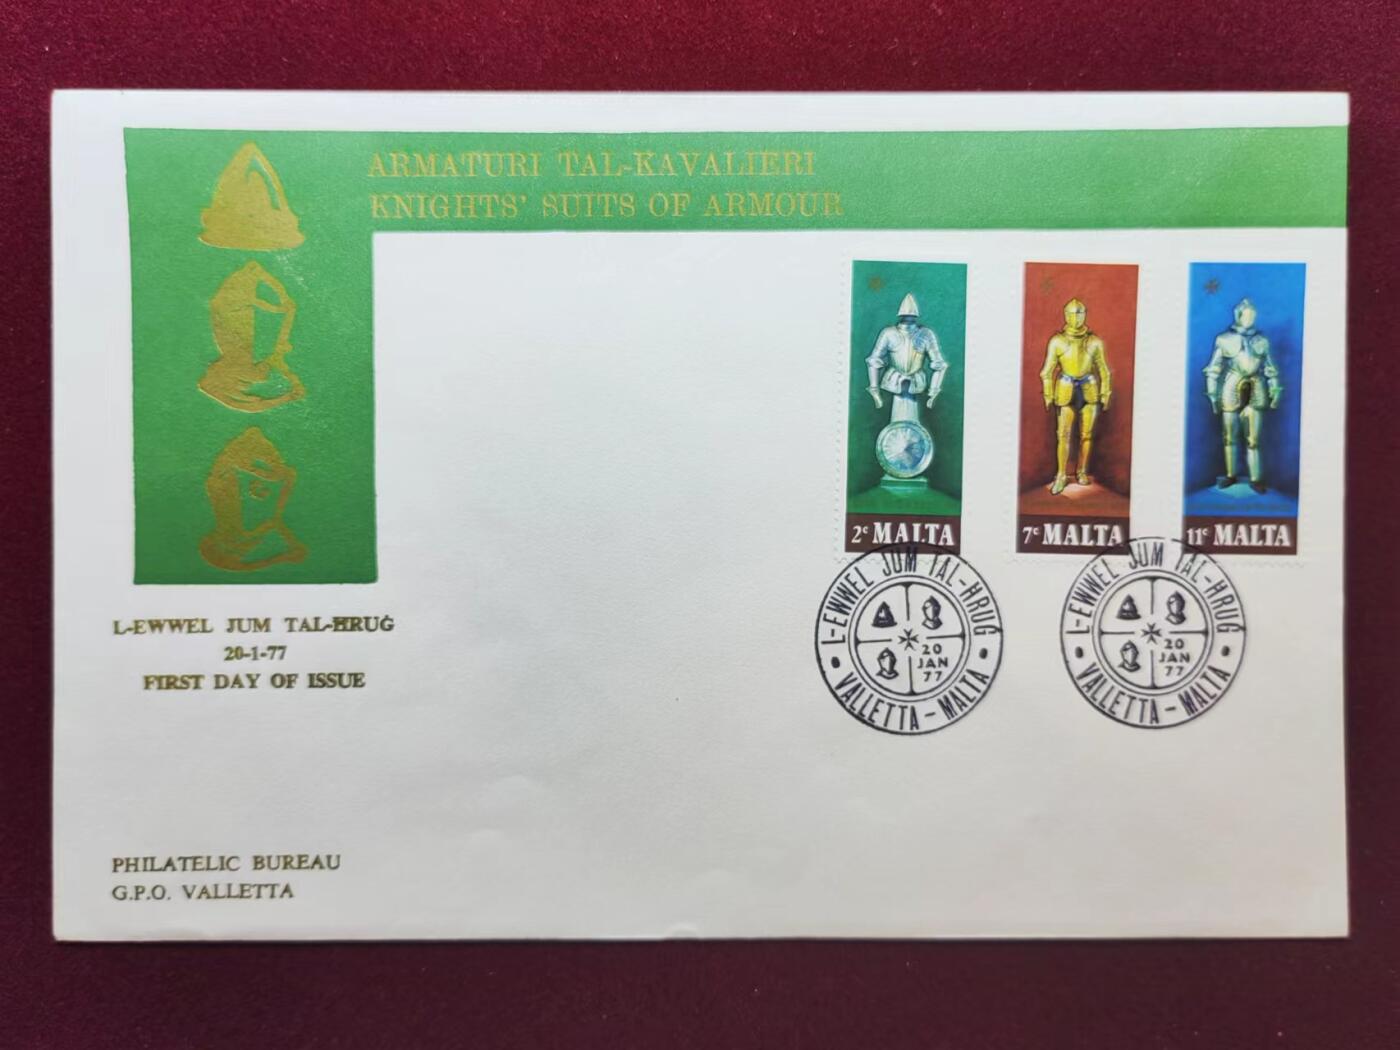 ARMATURI TAL-KAVALIERI
KNIGHTS' SUITS OF ARMOUR
2c MALTA
7c MALTA
11c MALTA
L-EWWEL JUM TAL-ĦRUĠ
20
JAN
77
VALLETTA – MALTA
L-EWWEL JUM TAL-ĦRUĠ
20
JAN
77
VALLETTA – MALTA
L-EWWEL JUM TAL-ĦRUĠ
20-1-77
FIRST DAY OF ISSUE
PHILATELIC BUREAU
G.P.O. VALLETTA